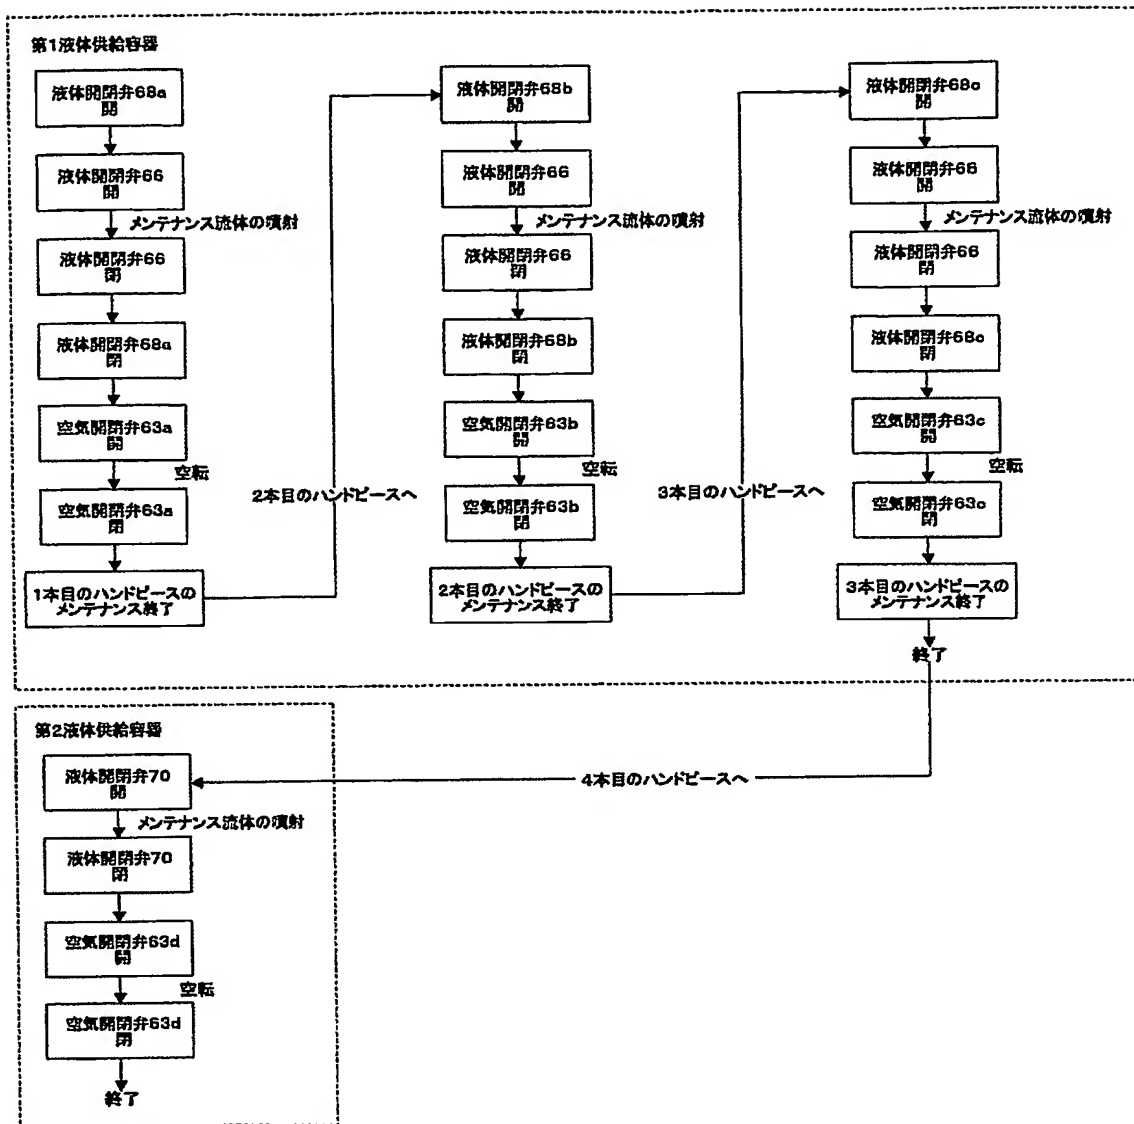 第1液体供給容器
液体開閉弁68a
開
液体開閉弁66
開
メンテナンス流体の噴射
液体開閉弁66
閉
液体開閉弁68a
閉
空気開閉弁63a
開
空転
空気開閉弁63a
閉
1本目のハンドピースの
メンテナンス終了
2本目のハンドピースへ
液体開閉弁68b
開
液体開閉弁66
開
メンテナンス流体の噴射
液体開閉弁66
閉
液体開閉弁68b
閉
空気開閉弁63b
開
空転
空気開閉弁63b
閉
2本目のハンドピースの
メンテナンス終了
3本目のハンドピースへ
液体開閉弁68c
開
液体開閉弁66
開
メンテナンス流体の噴射
液体開閉弁66
閉
液体開閉弁68c
閉
空気開閉弁63c
開
空転
空気開閉弁63c
閉
3本目のハンドピースの
メンテナンス終了
終了
4本目のハンドピースへ
第2液体供給容器
液体開閉弁70
開
メンテナンス流体の噴射
液体開閉弁70
閉
空気開閉弁63d
開
空転
空気開閉弁63d
閉
終了